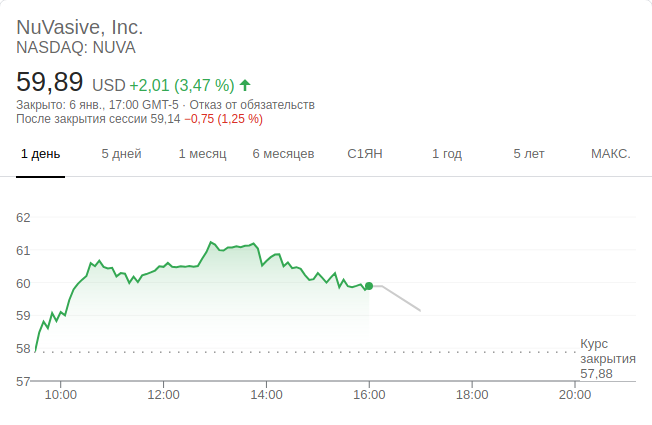 NuVasive, Inc.
NASDAQ: NUVA
59,89 USD +2,01 (3,47 %)
Закрыто: 6 янв., 17:00 GMT-5 · Отказ от обязательств
После закрытия сессии 59,14 −0,75 (1,25 %)
1 день 5 дней 1 месяц 6 месяцев С1ЯН 1 год 5 лет МАКС.
62
61
60
59
58
57
Курс
закрытия
57,88
10:00 12:00 14:00 16:00 18:00 20:00